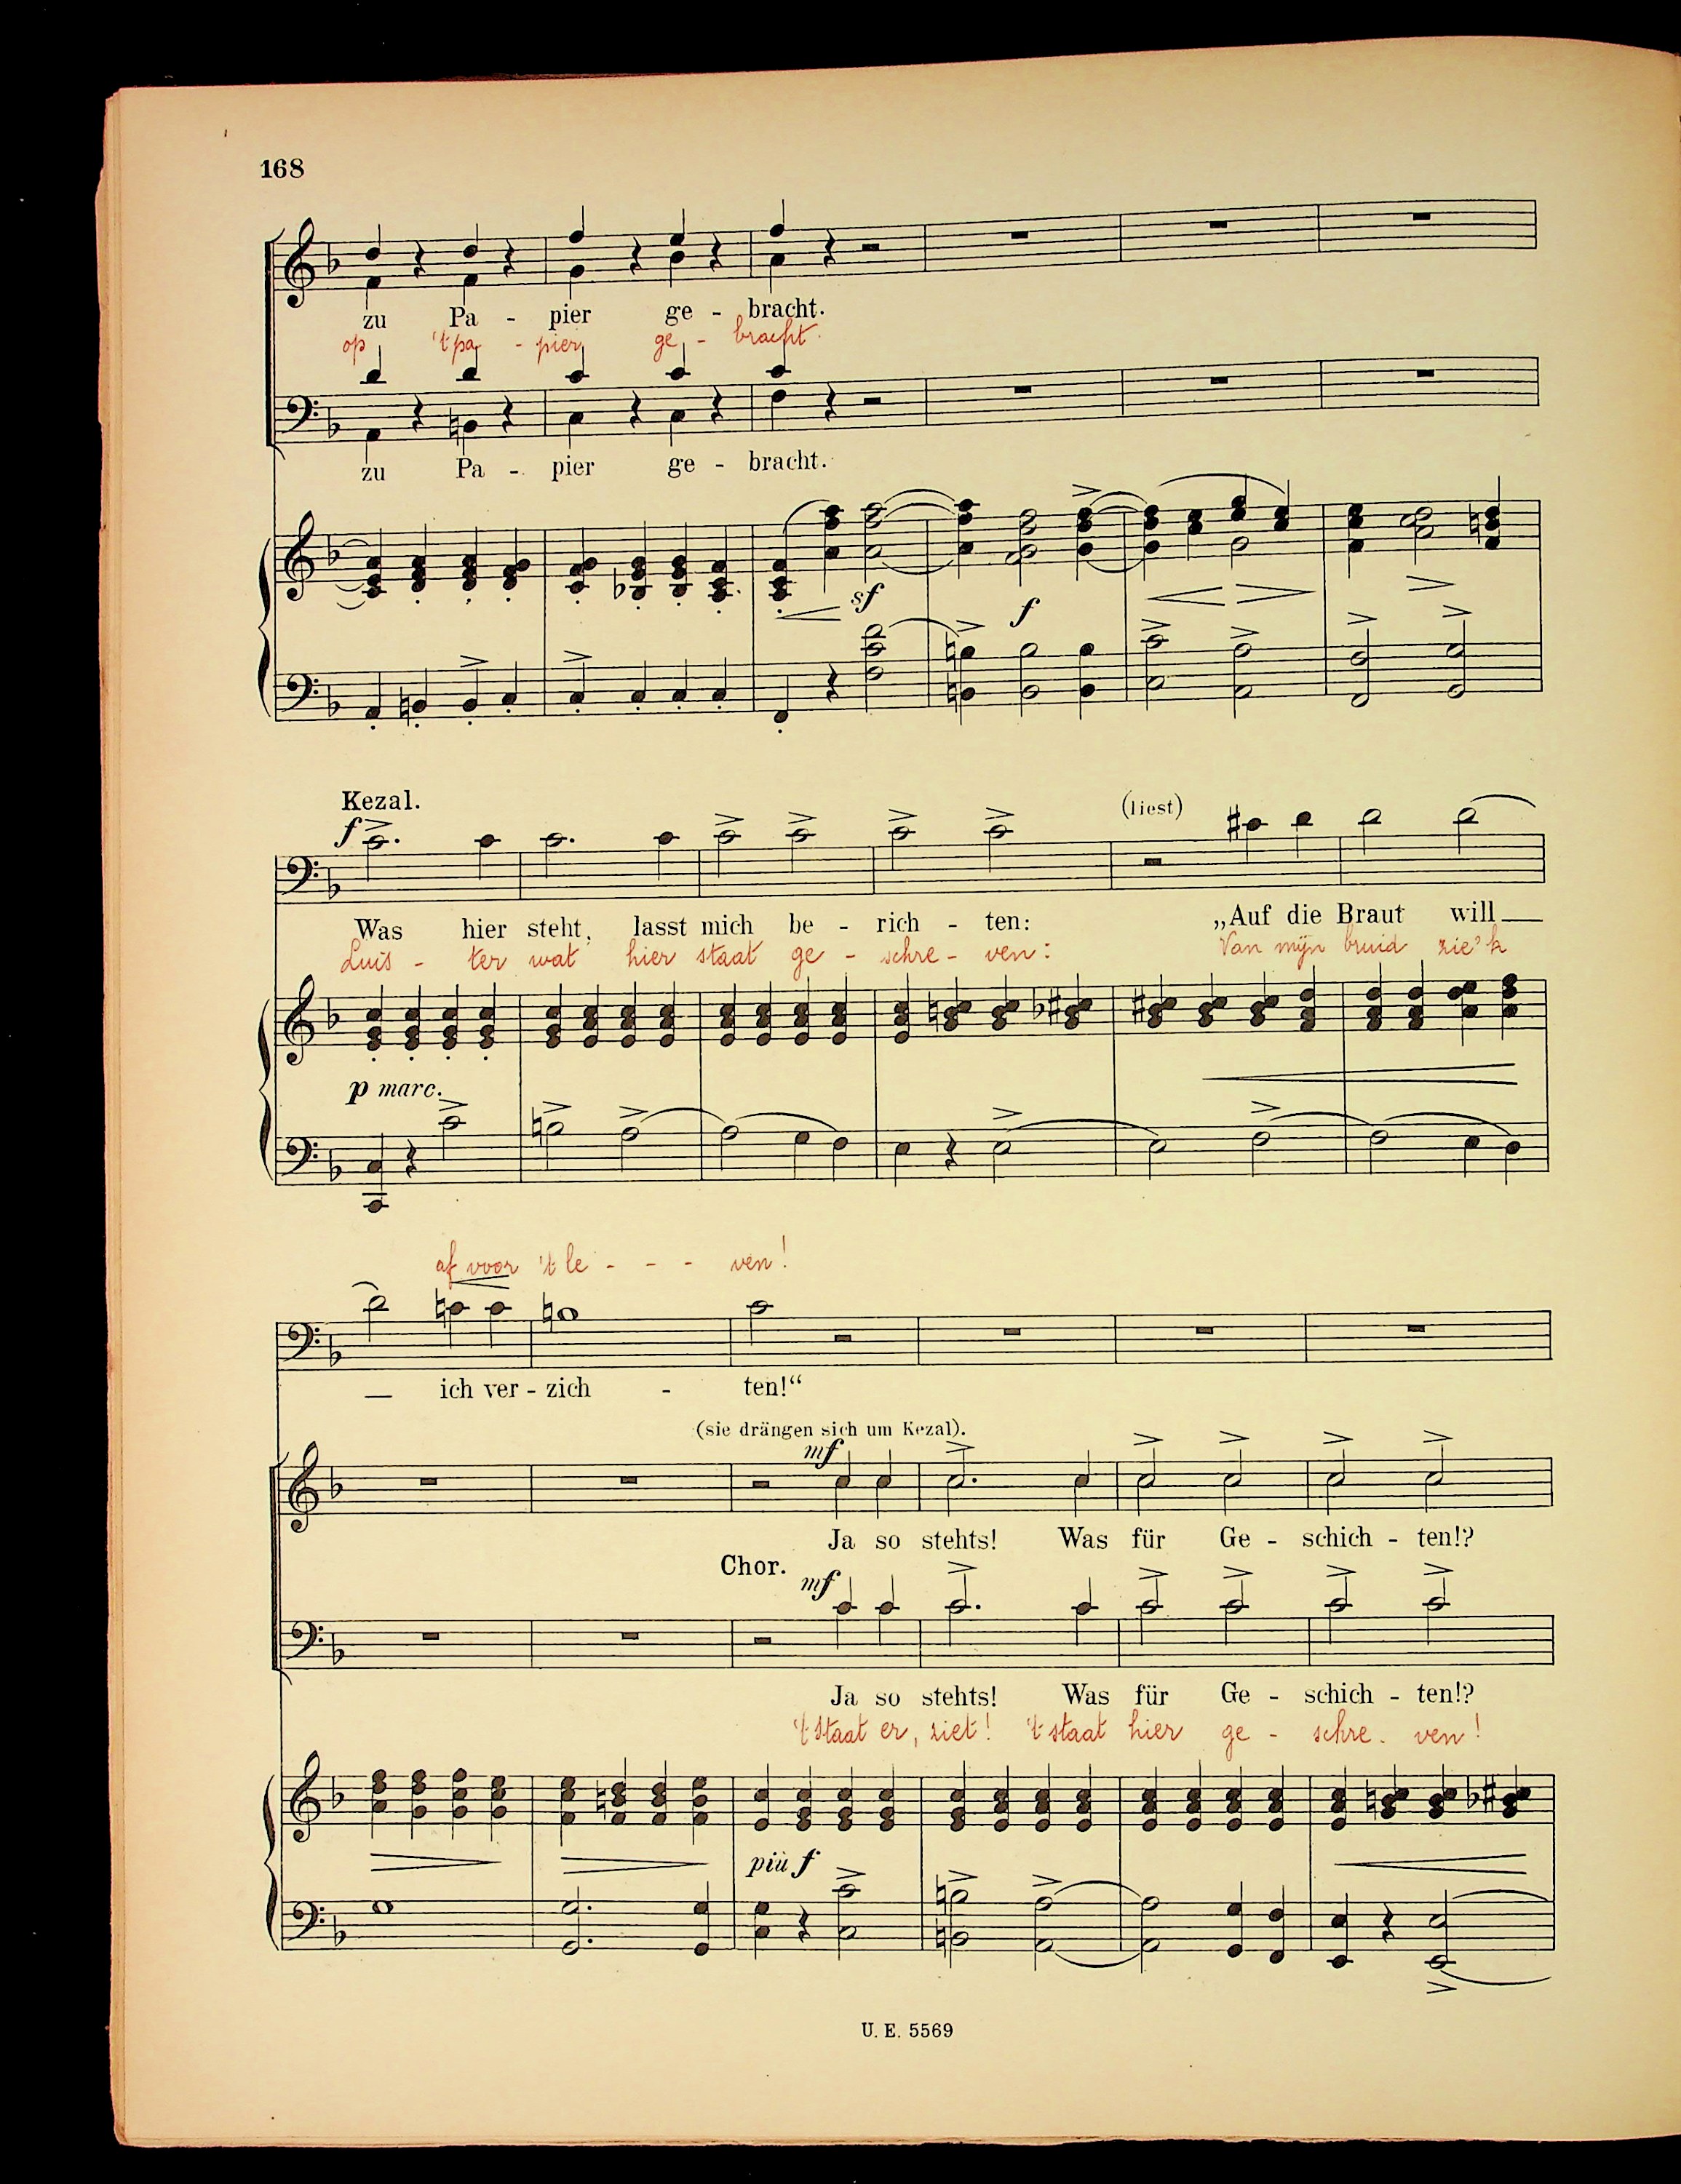 168
zu Pa - pier ge - bracht.
op 't pa - pier ge - bracht.
zu Pa - pier ge - bracht.
sf
f
Kezal.
f
(liest)
Was hier steht, lasst mich be - rich - ten: „Auf die Braut will
Luis - ter wat hier staat ge - schre - ven: Van mijn bruid zie 'k
p marc.
af voor 't le - - - ven!
— ich ver - zich - ten!“
(sie drängen sich um Kezal).
mf
Ja so stehts! Was für Ge - schich - ten!?
Chor.
mf
Ja so stehts! Was für Ge - schich - ten!?
't staat er, ziet! 't staat hier ge - schre - ven!
più f
U. E. 5569